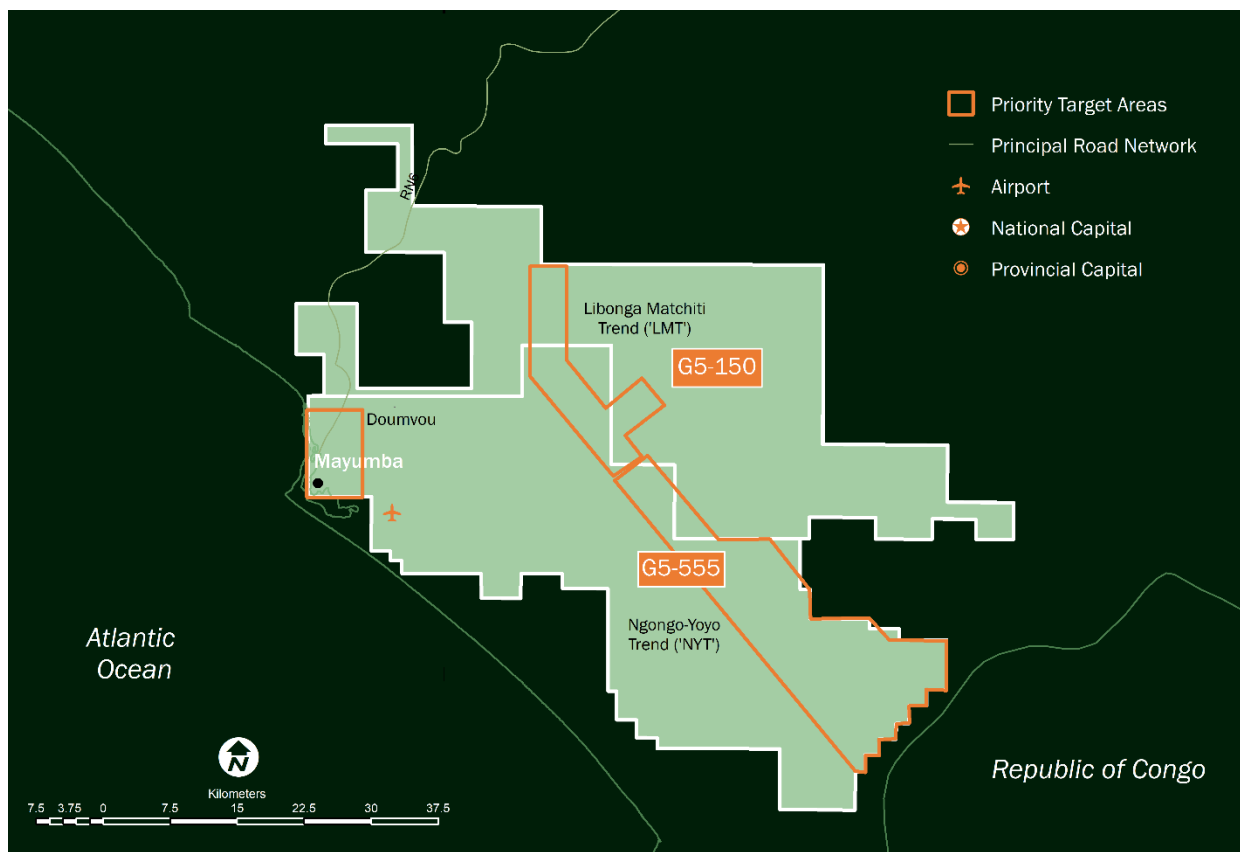 Priority Target Areas
Principal Road Network
Airport
National Capital
Provincial Capital
RN6
Libonga Matchiti
Trend ('LMT')
G5-150
Doumvou
Mayumba
G5-555
Ngongo-Yoyo
Trend ('NYT')
Atlantic
Ocean
Republic of Congo
N
Kilometers
7.5 3.75 0 7.5 15 22.5 30 37.5